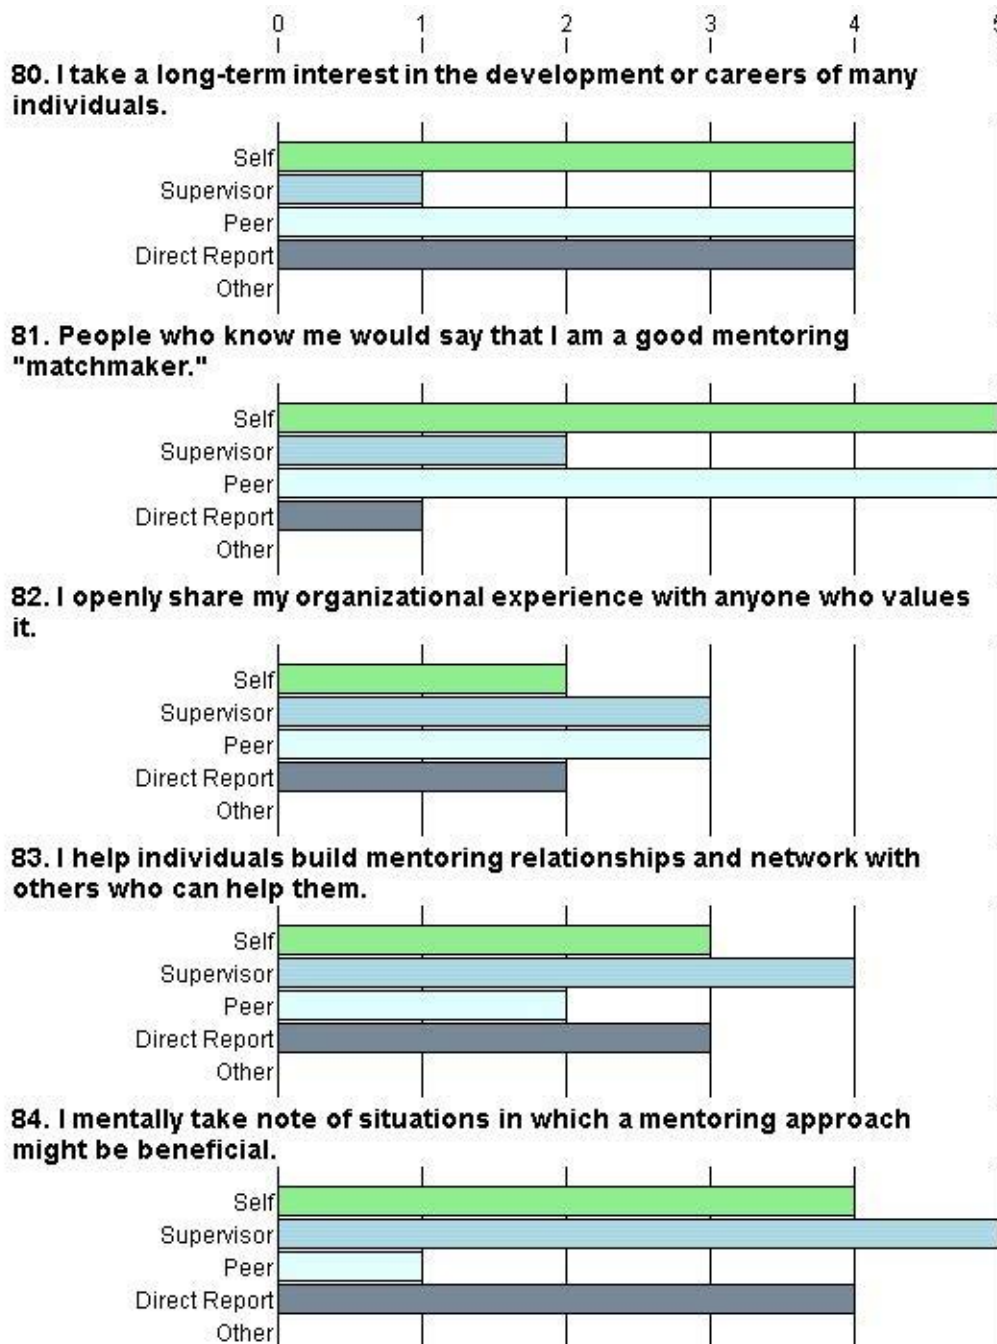 0 1 2 3 4 5
80. I take a long-term interest in the development or careers of many
individuals.
Self
Supervisor
Peer
Direct Report
Other
81. People who know me would say that I am a good mentoring
"matchmaker."
Self
Supervisor
Peer
Direct Report
Other
82. I openly share my organizational experience with anyone who values
it.
Self
Supervisor
Peer
Direct Report
Other
83. I help individuals build mentoring relationships and network with
others who can help them.
Self
Supervisor
Peer
Direct Report
Other
84. I mentally take note of situations in which a mentoring approach
might be beneficial.
Self
Supervisor
Peer
Direct Report
Other